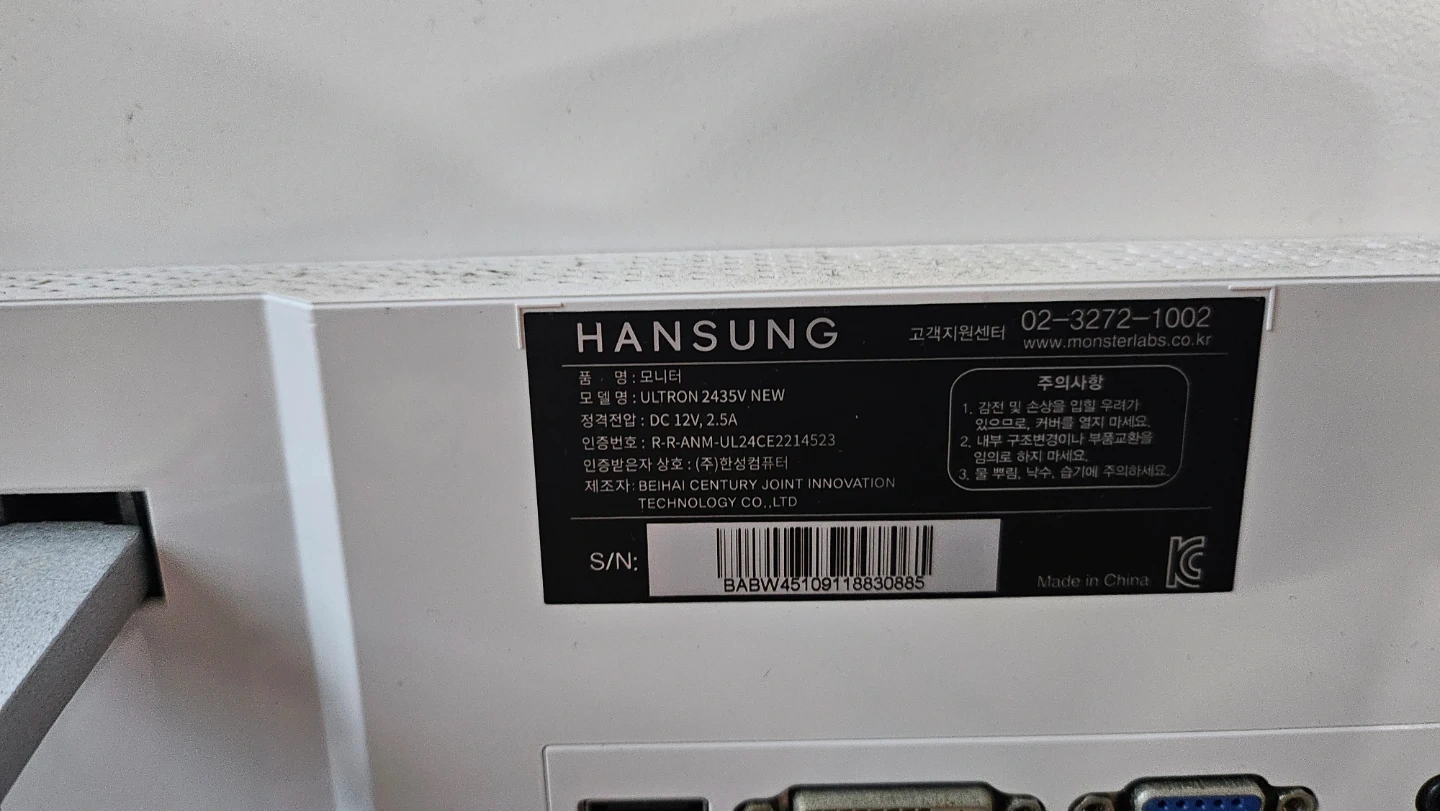 HANSUNG
고객지원센터 02-3272-1002
www.monsterlabs.co.kr
품 명 : 모니터
모 델 명 : ULTRON 2435V NEW
정격전압 : DC 12V, 2.5A
인증번호 : R-R-ANM-UL24CE2214523
인증받은자 상호 : (주)한성컴퓨터
제조자: BEIHAI CENTURY JOINT INNOVATION
TECHNOLOGY CO.,LTD
주의사항
1. 감전 및 손상을 입힐 우려가
있으므로, 커버를 열지 마세요.
2. 내부 구조변경이나 부품교환을
임의로 하지 마세요.
3. 물 뿌림, 낙수, 습기에 주의하세요.
S/N:
BABW45109118830885
Made in China